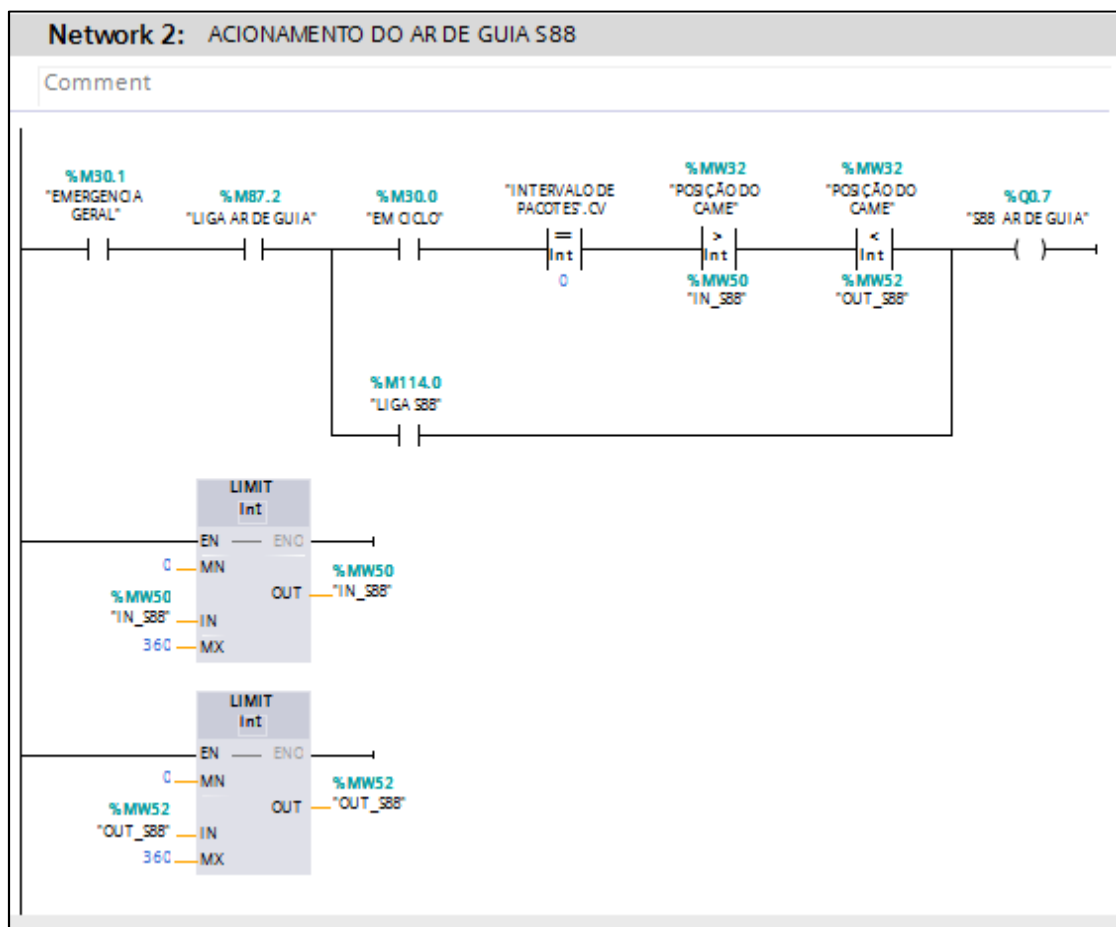 Network 2: ACIONAMENTO DO AR DE GUIA S88
Comment
%M30.1
"EMERGENCIA
GERAL"
%M87.2
"LIGA AR DE GUIA"
%M30.0
"EM CICLO"
"INTERVALO DE
PACOTES".CV
==
Int
0
%MW32
"POSIÇÃO DO
CAME"
>
Int
%MW50
"IN_S88"
%MW32
"POSIÇÃO DO
CAME"
<
Int
%MW52
"OUT_S88"
%Q0.7
"S88 AR DE GUIA"
%M114.0
"LIGA S88"
LIMIT
Int
EN ENO
0 MN
%MW50
"IN_S88" IN
360 MX
OUT
%MW50
"IN_S88"
LIMIT
Int
EN ENO
0 MN
%MW52
"OUT_S88" IN
360 MX
OUT
%MW52
"OUT_S88"